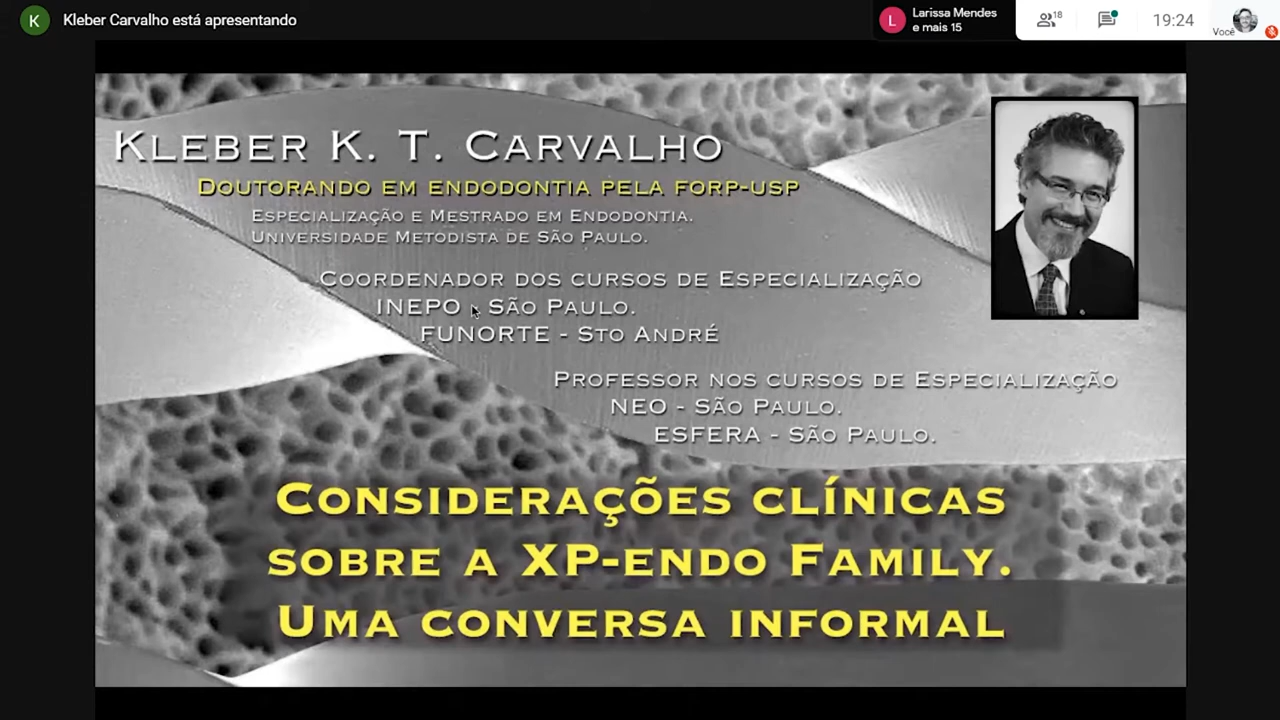 K
Kleber Carvalho está apresentando
L
Larissa Mendes
e mais 15
18
19:24
Você
KLEBER K. T. CARVALHO
DOUTORANDO EM ENDODONTIA PELA FORP-USP
ESPECIALIZAÇÃO E MESTRADO EM ENDODONTIA.
UNIVERSIDADE METODISTA DE SÃO PAULO.
COORDENADOR DOS CURSOS DE ESPECIALIZAÇÃO
INEPO - SÃO PAULO.
FUNORTE - STO ANDRÉ
PROFESSOR NOS CURSOS DE ESPECIALIZAÇÃO
NEO - SÃO PAULO.
ESFERA - SÃO PAULO.
CONSIDERAÇÕES CLÍNICAS
SOBRE A XP-ENDO FAMILY.
UMA CONVERSA INFORMAL